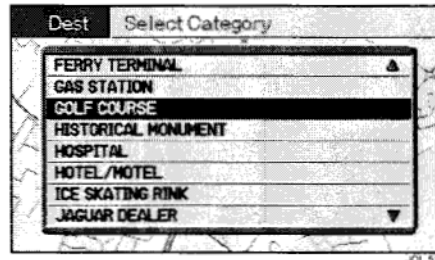 Dest Select Category
FERRY TERMINAL
GAS STATION
GOLF COURSE
HISTORICAL MONUMENT
HOSPITAL
HOTEL/MOTEL
ICE SKATING RINK
JAGUAR DEALER